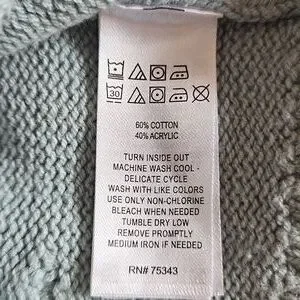 30
60% COTTON
40% ACRYLIC
TURN INSIDE OUT
MACHINE WASH COOL -
DELICATE CYCLE
WASH WITH LIKE COLORS
USE ONLY NON-CHLORINE
BLEACH WHEN NEEDED
TUMBLE DRY LOW
REMOVE PROMPTLY
MEDIUM IRON IF NEEDED
RN# 75343